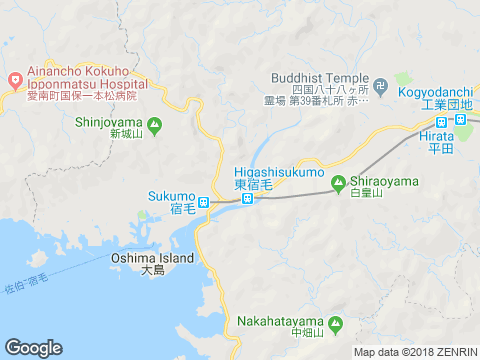 Ainancho Kokuho
Ipponmatsu Hospital
愛南町国保一本松病院
Buddhist Temple
四国八十八ヶ所
霊場 第39番札所 赤…
Kogyodanchi
工業団地
Shinjoyama
新城山
Hirata
平田
Higashisukumo
東宿毛
Shiraoyama
白皇山
Sukumo
宿毛
Oshima Island
大島
佐伯-宿毛
Nakahatayama
中畑山
Google
Map data ©2018 ZENRIN